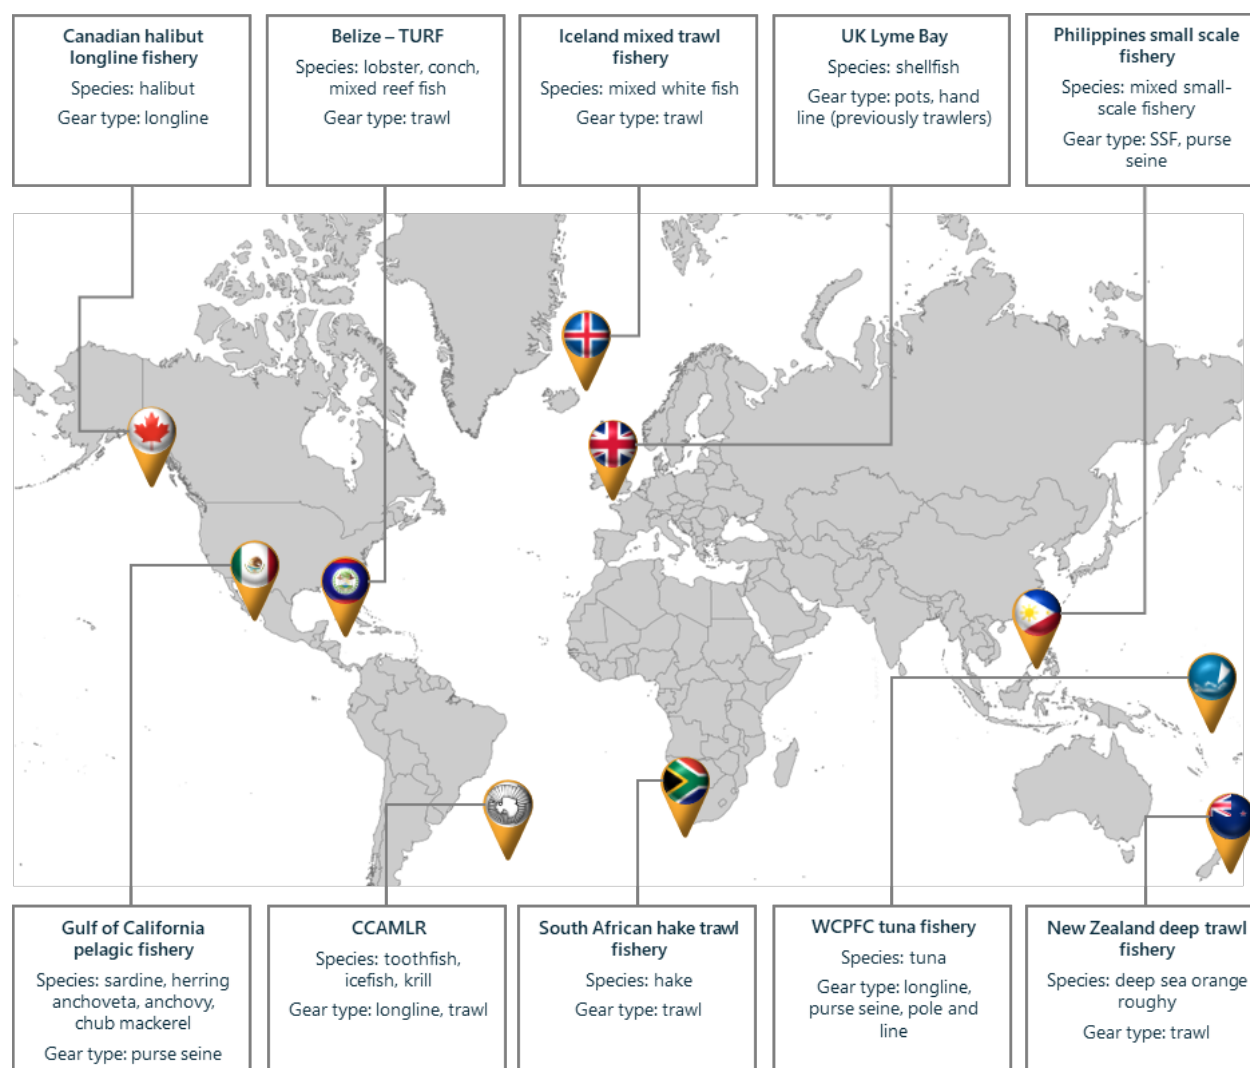 Canadian halibut
longline fishery
Species: halibut
Gear type: longline
Belize – TURF
Species: lobster, conch,
mixed reef fish
Gear type: trawl
Iceland mixed trawl
fishery
Species: mixed white fish
Gear type: trawl
UK Lyme Bay
Species: shellfish
Gear type: pots, hand
line (previously trawlers)
Philippines small scale
fishery
Species: mixed small-
scale fishery
Gear type: SSF, purse
seine
Gulf of California
pelagic fishery
Species: sardine, herring
anchoveta, anchovy,
chub mackerel
Gear type: purse seine
CCAMLR
Species: toothfish,
icefish, krill
Gear type: longline, trawl
South African hake trawl
fishery
Species: hake
Gear type: trawl
WCPFC tuna fishery
Species: tuna
Gear type: longline,
purse seine, pole and
line
New Zealand deep trawl
fishery
Species: deep sea orange
roughy
Gear type: trawl